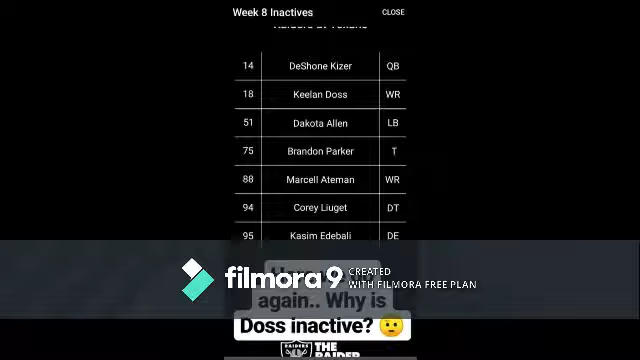 Week 8 Inactives CLOSE
14 DeShone Kizer QB
18 Keelan Doss WR
51 Dakota Allen LB
75 Brandon Parker T
88 Marcell Ateman WR
94 Corey Liuget DT
95 Kasim Edebali DE
filmora 9 CREATED
WITH FILMORA FREE PLAN
again.. Why is
Doss inactive? 🤨
RAIDERS THE
RAIDER